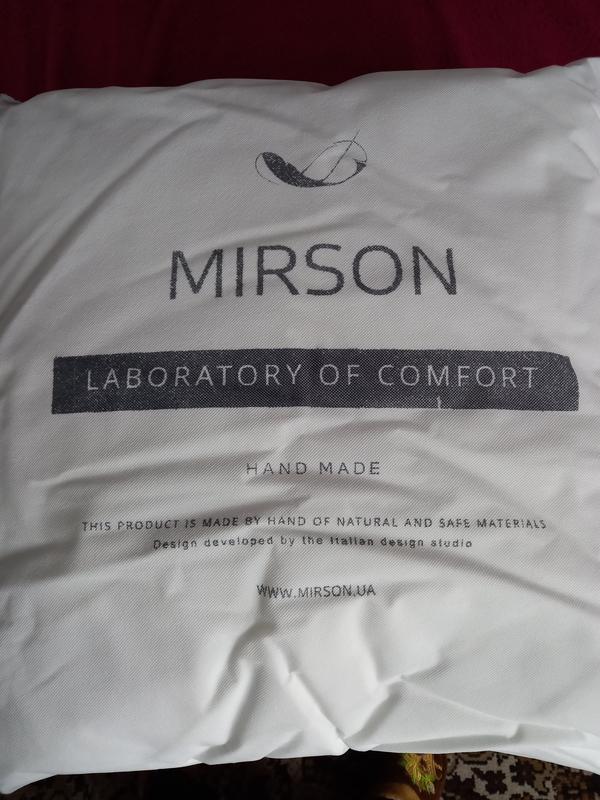 MIRSON
LABORATORY OF COMFORT
HAND MADE
THIS PRODUCT IS MADE BY HAND OF NATURAL AND SAFE MATERIALS
Design developed by the Italian design studio
WWW.MIRSON.UA